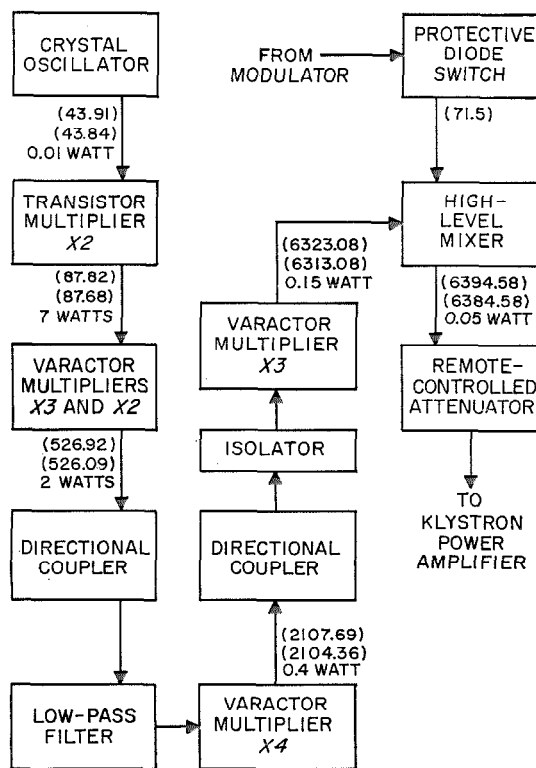 CRYSTAL
OSCILLATOR
(43.91)
(43.84)
0.01 WATT
TRANSISTOR
MULTIPLIER
X2
(87.82)
(87.68)
7 WATTS
VARACTOR
MULTIPLIERS
X3 AND X2
(526.92)
(526.09)
2 WATTS
DIRECTIONAL
COUPLER
LOW-PASS
FILTER
VARACTOR
MULTIPLIER
X4
(2107.69)
(2104.36)
0.4 WATT
DIRECTIONAL
COUPLER
ISOLATOR
VARACTOR
MULTIPLIER
X3
(6323.08)
(6313.08)
0.15 WATT
FROM
MODULATOR
PROTECTIVE
DIODE
SWITCH
(71.5)
HIGH-
LEVEL
MIXER
(6394.58)
(6384.58)
0.05 WATT
REMOTE-
CONTROLLED
ATTENUATOR
TO
KLYSTRON
POWER
AMPLIFIER